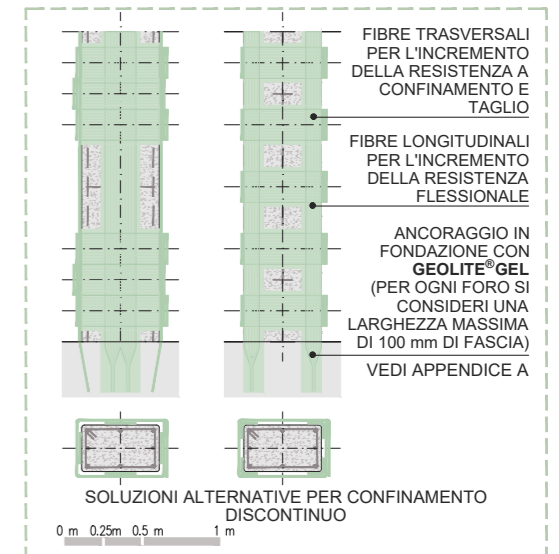 FIBRE TRASVERSALI
PER L'INCREMENTO
DELLA RESISTENZA A
CONFINAMENTO E
TAGLIO
FIBRE LONGITUDINALI
PER L'INCREMENTO
DELLA RESISTENZA
FLESSIONALE
ANCORAGGIO IN
FONDAZIONE CON
GEOLITE®GEL
(PER OGNI FORO SI
CONSIDERI UNA
LARGHEZZA MASSIMA
DI 100 mm DI FASCIA)
VEDI APPENDICE A
SOLUZIONI ALTERNATIVE PER CONFINAMENTO
DISCONTINUO
0 m 0.25m 0.5 m 1 m